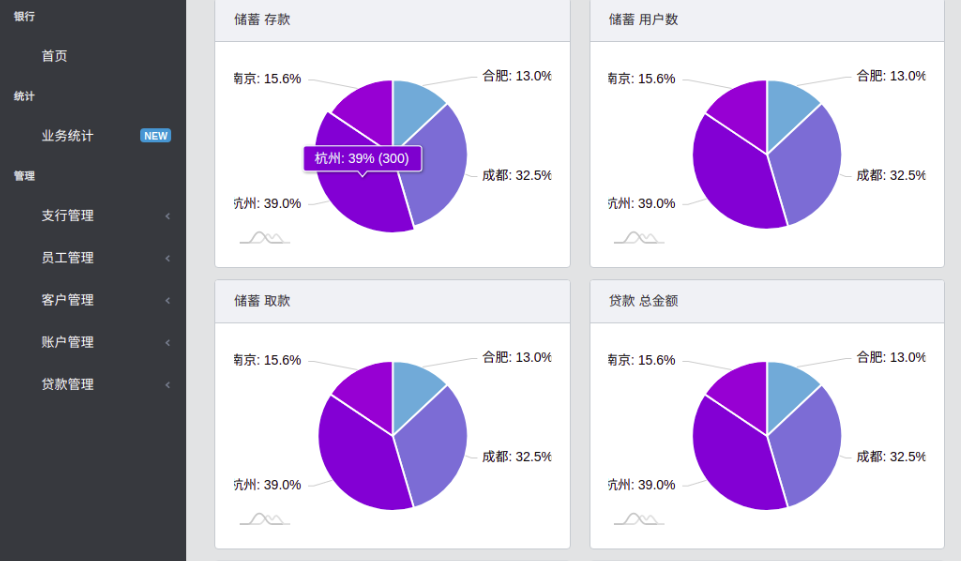 银行
首页
统计
业务统计 NEW
管理
支行管理
员工管理
客户管理
账户管理
贷款管理
储蓄 存款
南京: 15.6%
合肥: 13.0%
杭州: 39% (300)
成都: 32.5%
杭州: 39.0%
储蓄 用户数
南京: 15.6%
合肥: 13.0%
成都: 32.5%
杭州: 39.0%
储蓄 取款
南京: 15.6%
合肥: 13.0%
成都: 32.5%
杭州: 39.0%
贷款 总金额
南京: 15.6%
合肥: 13.0%
成都: 32.5%
杭州: 39.0%